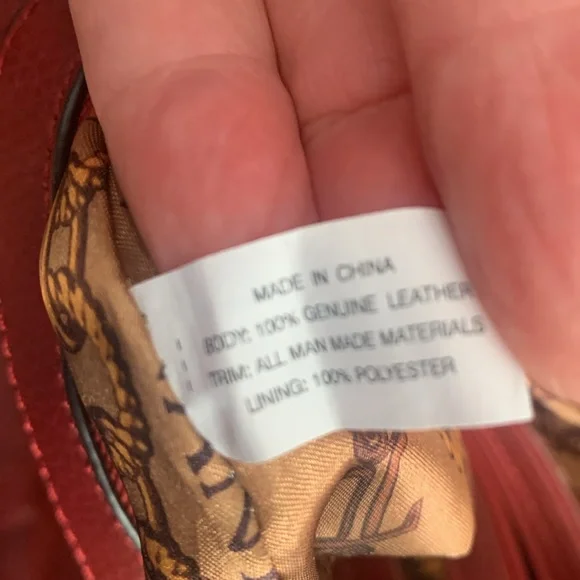 MADE IN CHINA
BODY: 100% GENUINE LEATHER
TRIM: ALL MAN MADE MATERIALS
LINING: 100% POLYESTER